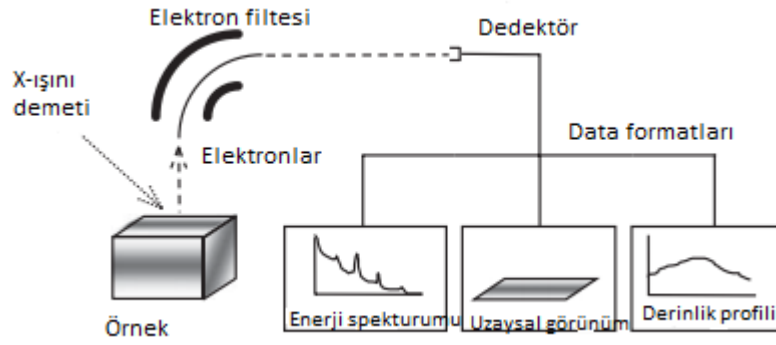 Elektron filtesi
Dedektör
X-ışını
demeti
Elektronlar
Data formatları
Örnek
Enerji spekturumu
Uzaysal görünüm
Derinlik profili